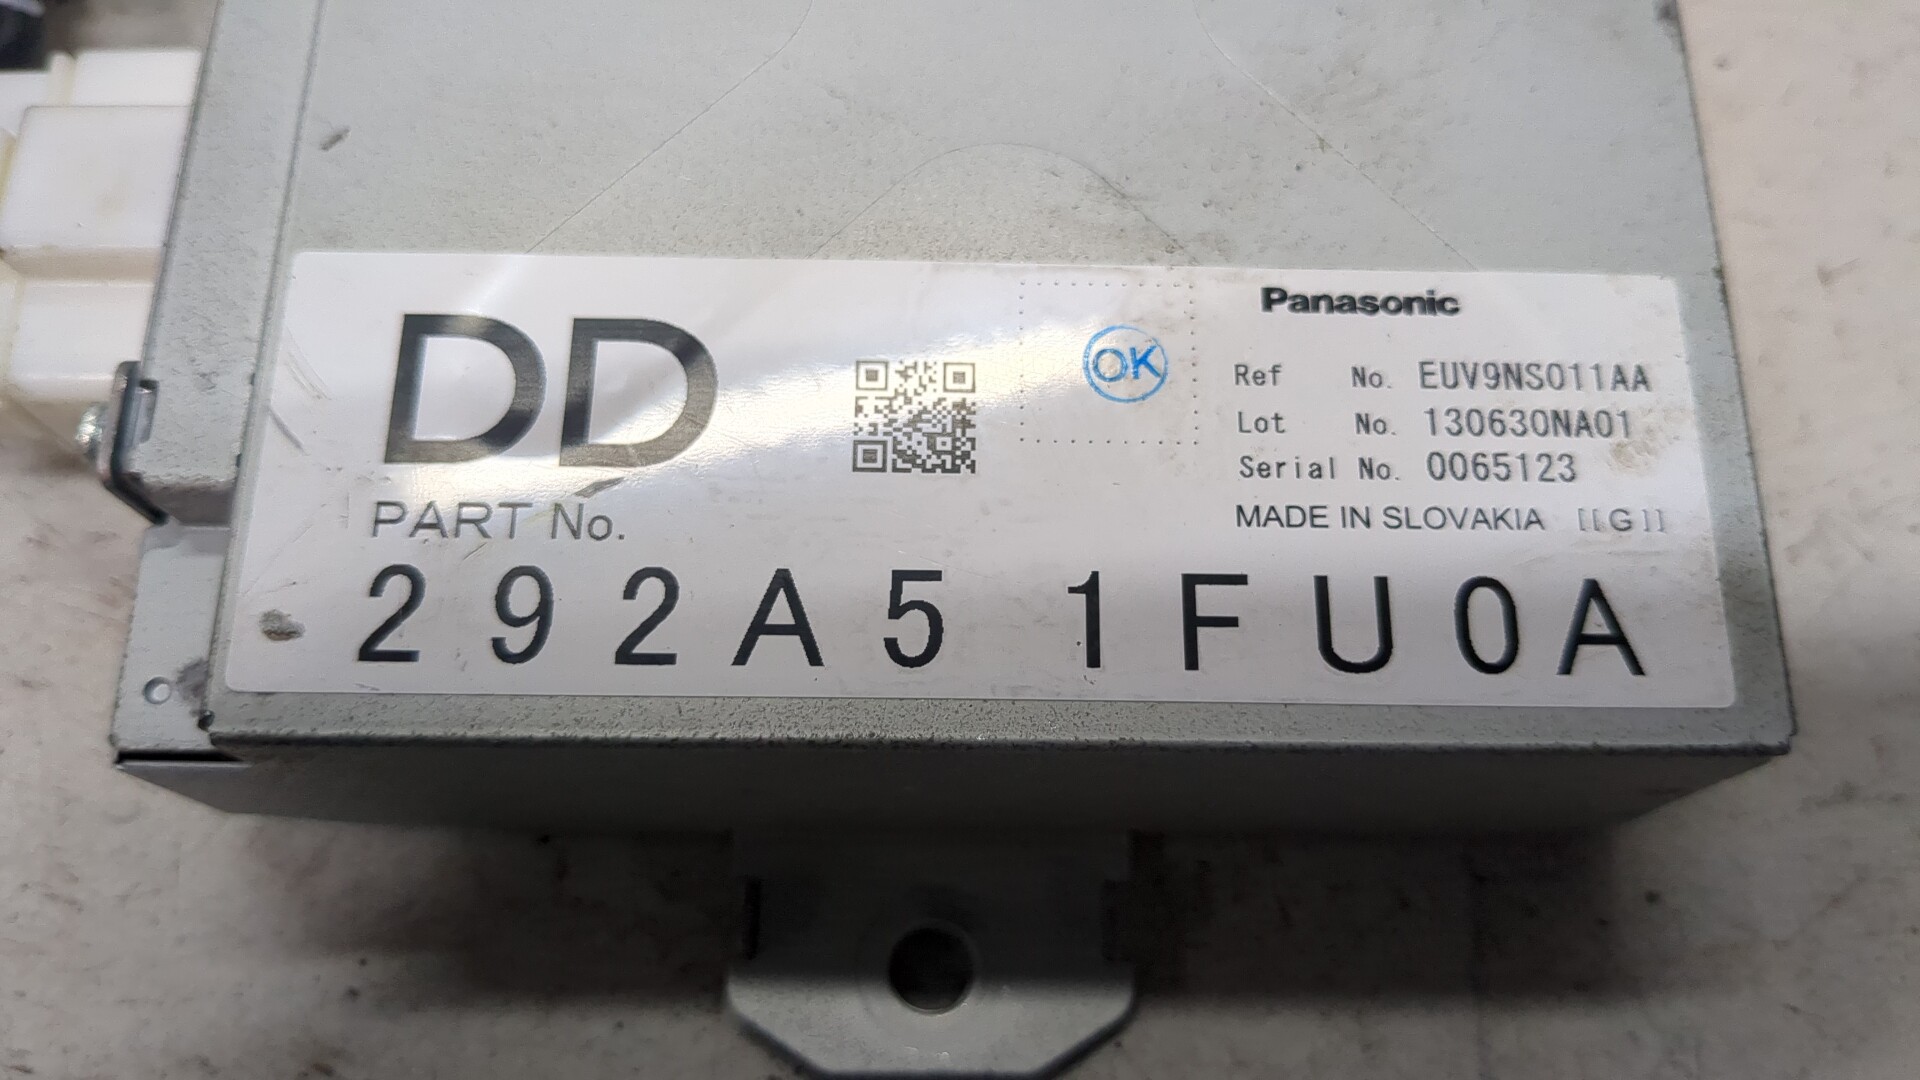 DD
OK
Panasonic
Ref No. EUV9NS011AA
Lot No. 130630NA01
Serial No. 0065123
MADE IN SLOVAKIA [[G]]
PART No.
292A5 1FU0A